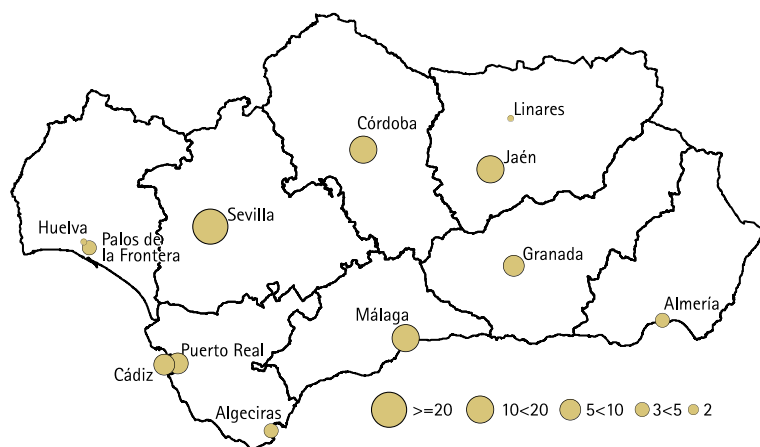 Linares
Córdoba
Jaén
Sevilla
Huelva
Palos de
la Frontera
Granada
Almería
Málaga
Puerto Real
Cádiz
Algeciras
>=20 10<20 5<10 3<5 2